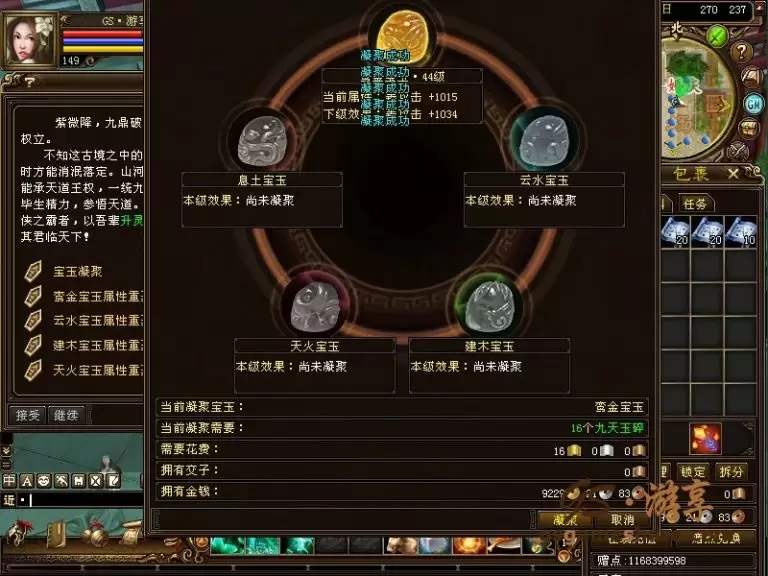 GS·游享
149
270 237
北
GM
紫微降，九鼎破
权立。
不知这古境之中的
时方能消泯落定。山河
能承天道王权，一统九
毕生精力，参悟天道。
侠之霸者，以吾辈升灵
其君临天下！
宝玉凝聚
蛮金宝玉属性重
云水宝玉属性重
建木宝玉属性重
天火宝玉属性重
接受 继续
凝聚成功
凝聚成功
凝聚成功
凝聚成功
凝聚成功
·44级
当前属
击 +1015
下级效
击 +1034
息土宝玉
本级效果：尚未凝聚
云水宝玉
本级效果：尚未凝聚
天火宝玉
本级效果：尚未凝聚
建木宝玉
本级效果：尚未凝聚
当前凝聚宝玉：
蛮金宝玉
当前凝聚需要：
16个九天玉碎
需要花费：
16 0 0
拥有交子：
0
拥有金钱：
9229 83
凝聚 取消
包裹
任务
20 20 10
锁定 拆分
0
83
中 A
近
游享
赠点：1168399598